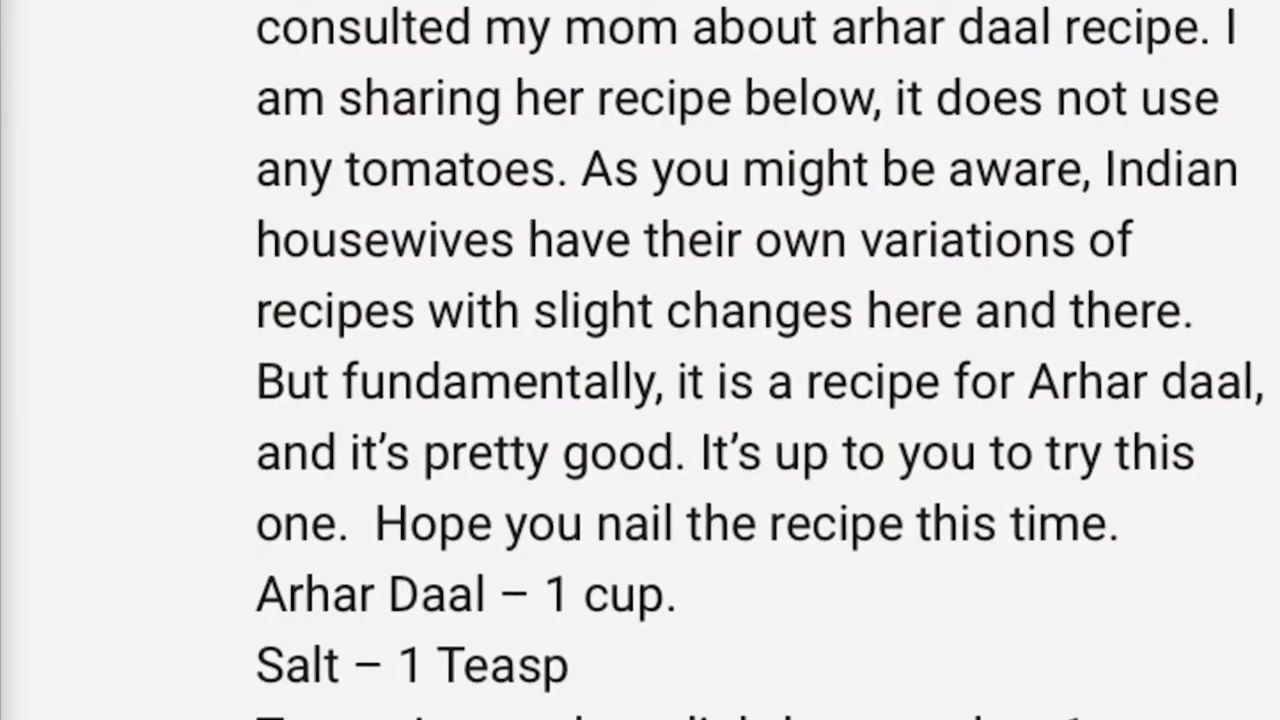 consulted my mom about arhar daal recipe. I
am sharing her recipe below, it does not use
any tomatoes. As you might be aware, Indian
housewives have their own variations of
recipes with slight changes here and there.
But fundamentally, it is a recipe for Arhar daal,
and it’s pretty good. It’s up to you to try this
one.  Hope you nail the recipe this time.
Arhar Daal – 1 cup.
Salt – 1 Teasp